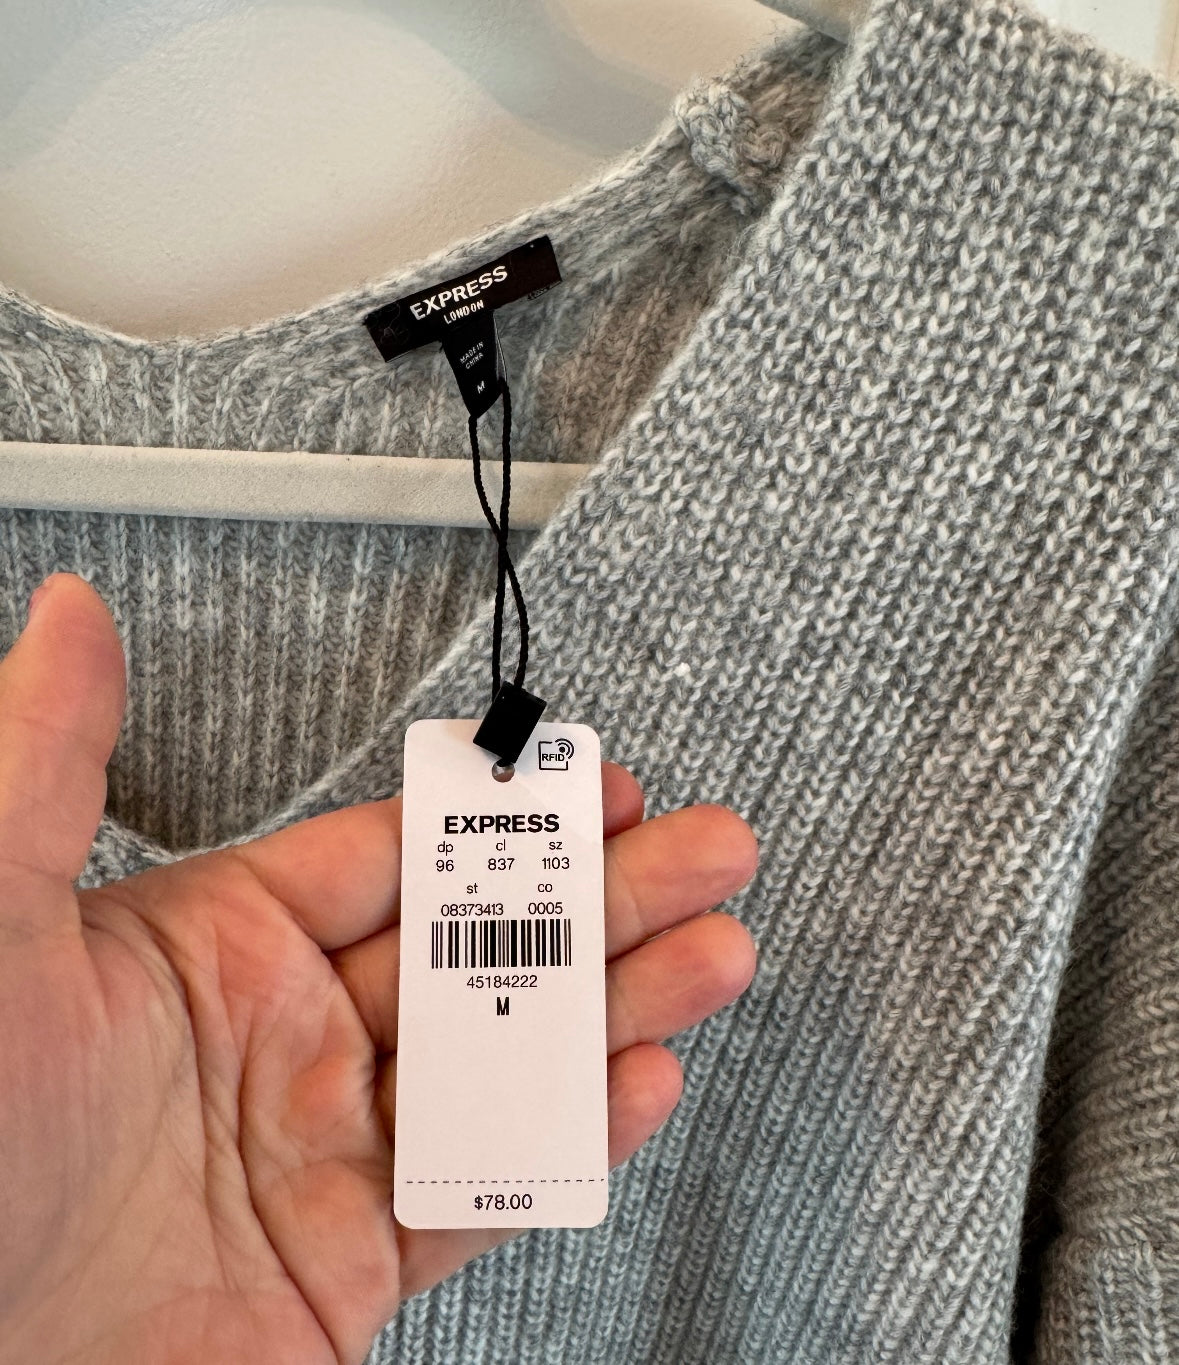 EXPRESS
LONDON
MADE IN
CHINA
M
RFID
EXPRESS
dp cl sz
96 837 1103
st co
08373413 0005
45184222
M
$78.00